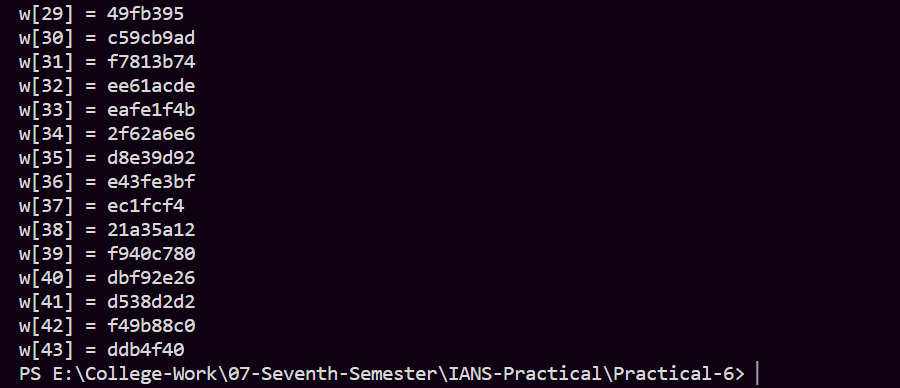 w[29] = 49fb395
w[30] = c59cb9ad
w[31] = f7813b74
w[32] = ee61acde
w[33] = eafe1f4b
w[34] = 2f62a6e6
w[35] = d8e39d92
w[36] = e43fe3bf
w[37] = ec1fcf4
w[38] = 21a35a12
w[39] = f940c780
w[40] = dbf92e26
w[41] = d538d2d2
w[42] = f49b88c0
w[43] = ddb4f40
PS E:\College-Work\07-Seventh-Semester\IANS-Practical\Practical-6>